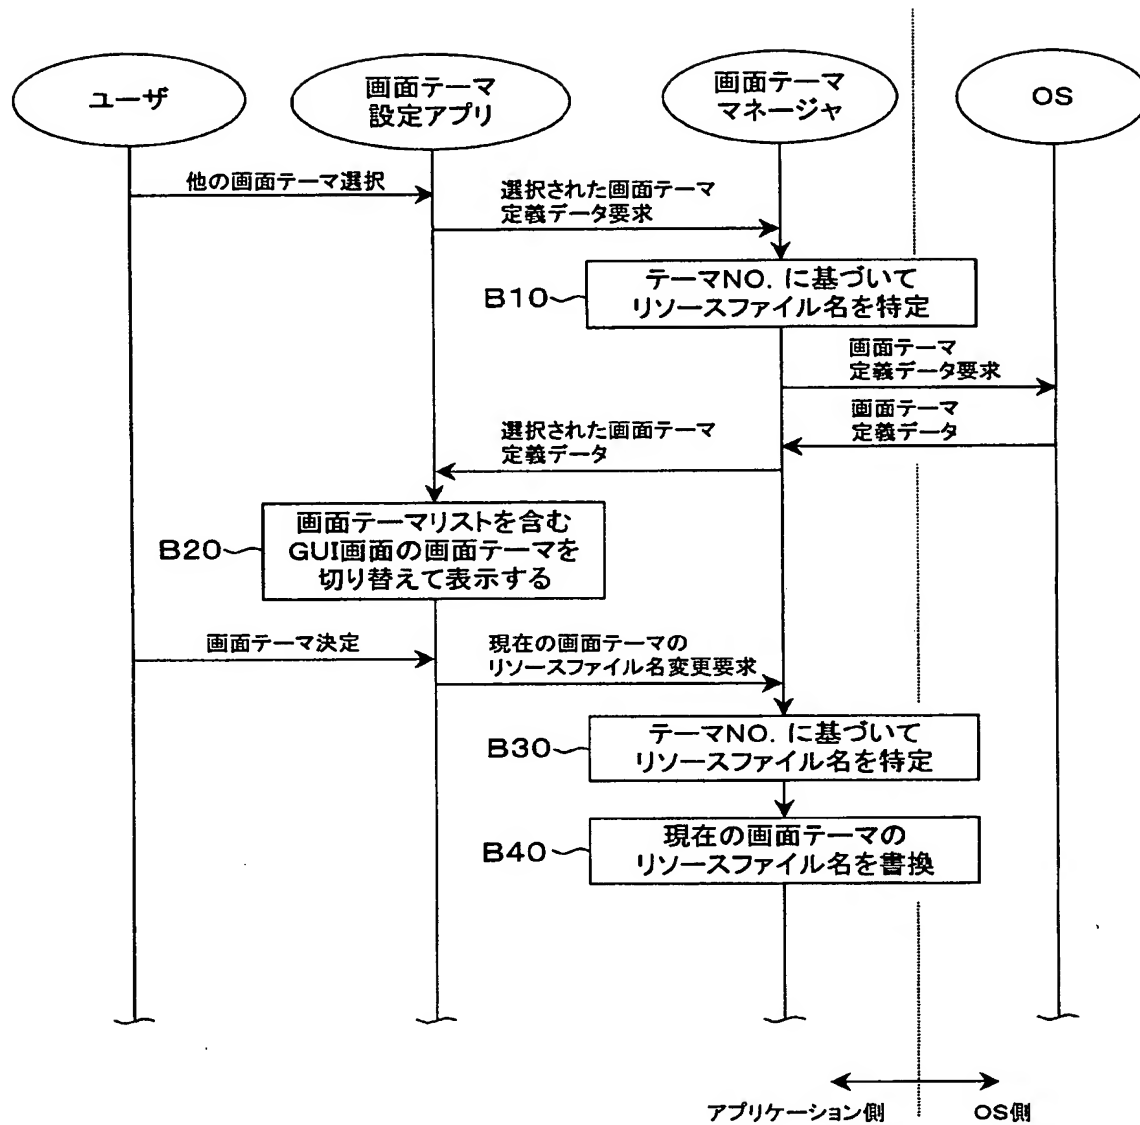 ユーザ
画面テーマ
設定アプリ
画面テーマ
マネージャ
OS
他の画面テーマ選択
選択された画面テーマ
定義データ要求
B10
テーマNO. に基づいて
リソースファイル名を特定
画面テーマ
定義データ要求
画面テーマ
定義データ
選択された画面テーマ
定義データ
B20
画面テーマリストを含む
GUI画面の画面テーマを
切り替えて表示する
画面テーマ決定
現在の画面テーマの
リソースファイル名変更要求
B30
テーマNO. に基づいて
リソースファイル名を特定
B40
現在の画面テーマの
リソースファイル名を書換
アプリケーション側
OS側